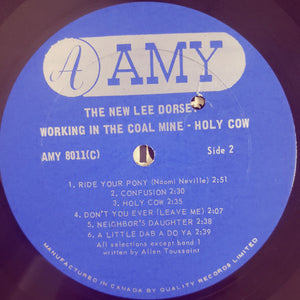 A AMY
THE NEW LEE DORSE
WORKING IN THE COAL MINE - HOLY COW
AMY 8011(C) Side 2
1. RIDE YOUR PONY (Naomi Neville) 2:51
2. CONFUSION 2:30
3. HOLY COW 2:35
4. DON'T YOU EVER (LEAVE ME) 2:07
5. NEIGHBOR'S DAUGHTER 2:38
6. A LITTLE DAB A DO YA 2:39
All selections except band 1
written by Allen Toussaint
MANUFACTURED IN CANADA BY QUALITY RECORDS LIMITED